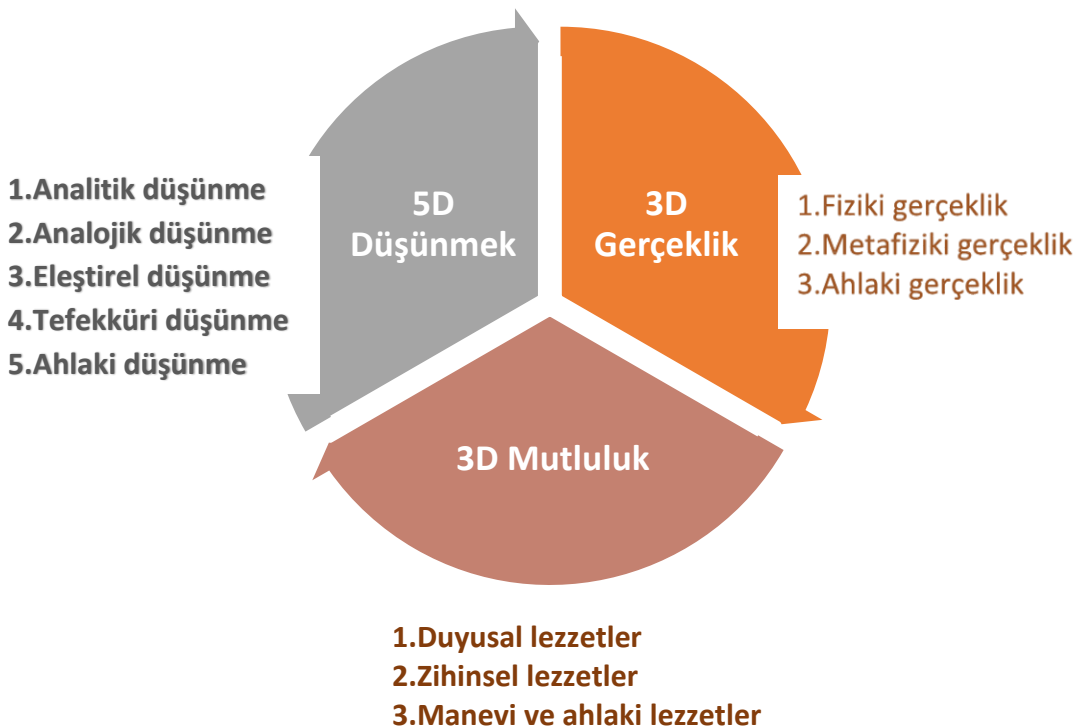 5D
Düşünmek
1.Analitik düşünme
2.Analojik düşünme
3.Eleştirel düşünme
4.Tefekküri düşünme
5.Ahlaki düşünme
3D
Gerçeklik
1.Fiziki gerçeklik
2.Metafiziki gerçeklik
3.Ahlaki gerçeklik
3D Mutluluk
1.Duyusal lezzetler
2.Zihinsel lezzetler
3.Manevi ve ahlaki lezzetler